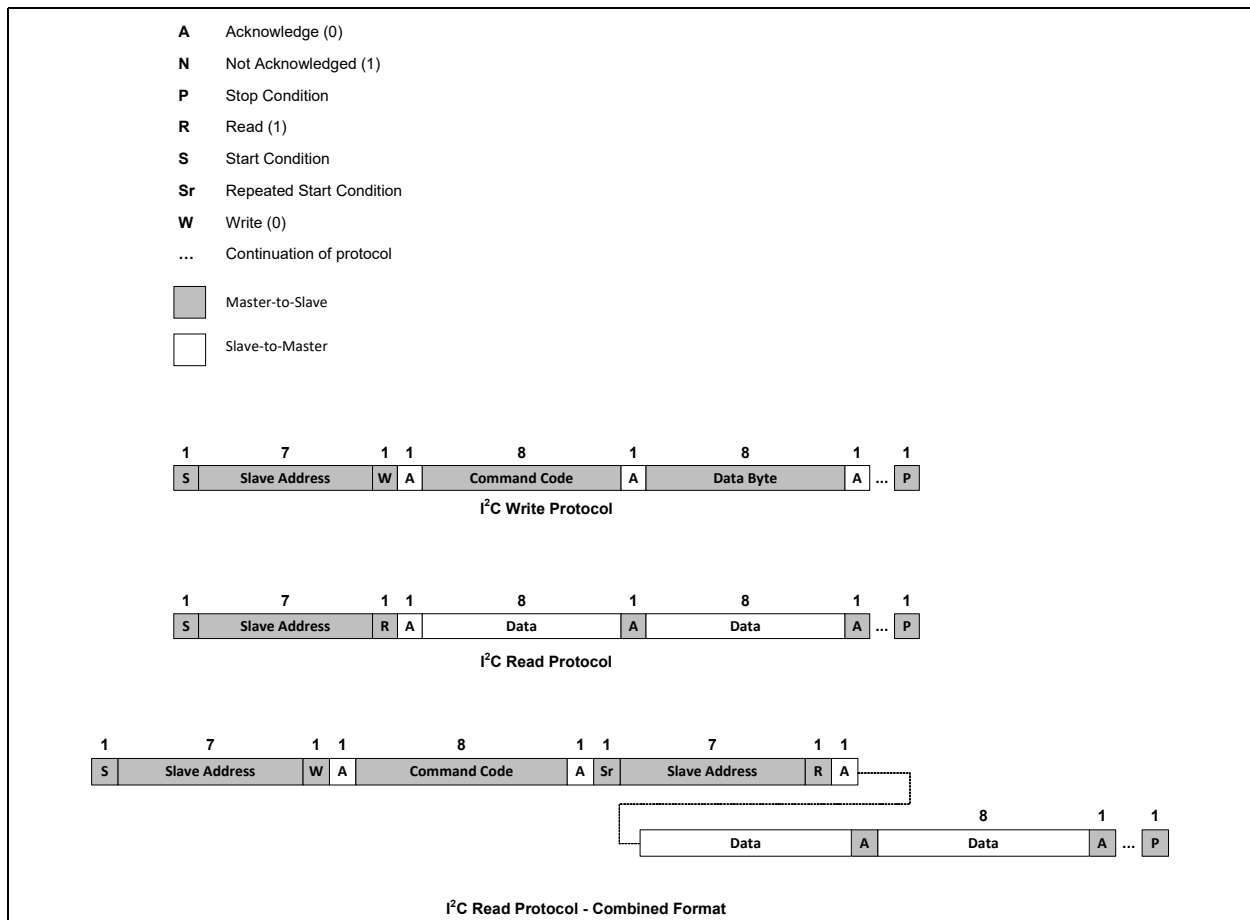 A Acknowledge (0)
N Not Acknowledged (1)
P Stop Condition
R Read (1)
S Start Condition
Sr Repeated Start Condition
W Write (0)
... Continuation of protocol
Master-to-Slave
Slave-to-Master
1 7 1 1 8 1 8 1 1
S Slave Address W A Command Code A Data Byte A ... P
I²C Write Protocol
1 7 1 1 8 1 8 1 1
S Slave Address R A Data A Data A ... P
I²C Read Protocol
1 7 1 1 8 1 1 7 1 1
S Slave Address W A Command Code A Sr Slave Address R A
8 1 1
Data A Data A ... P
I²C Read Protocol - Combined Format